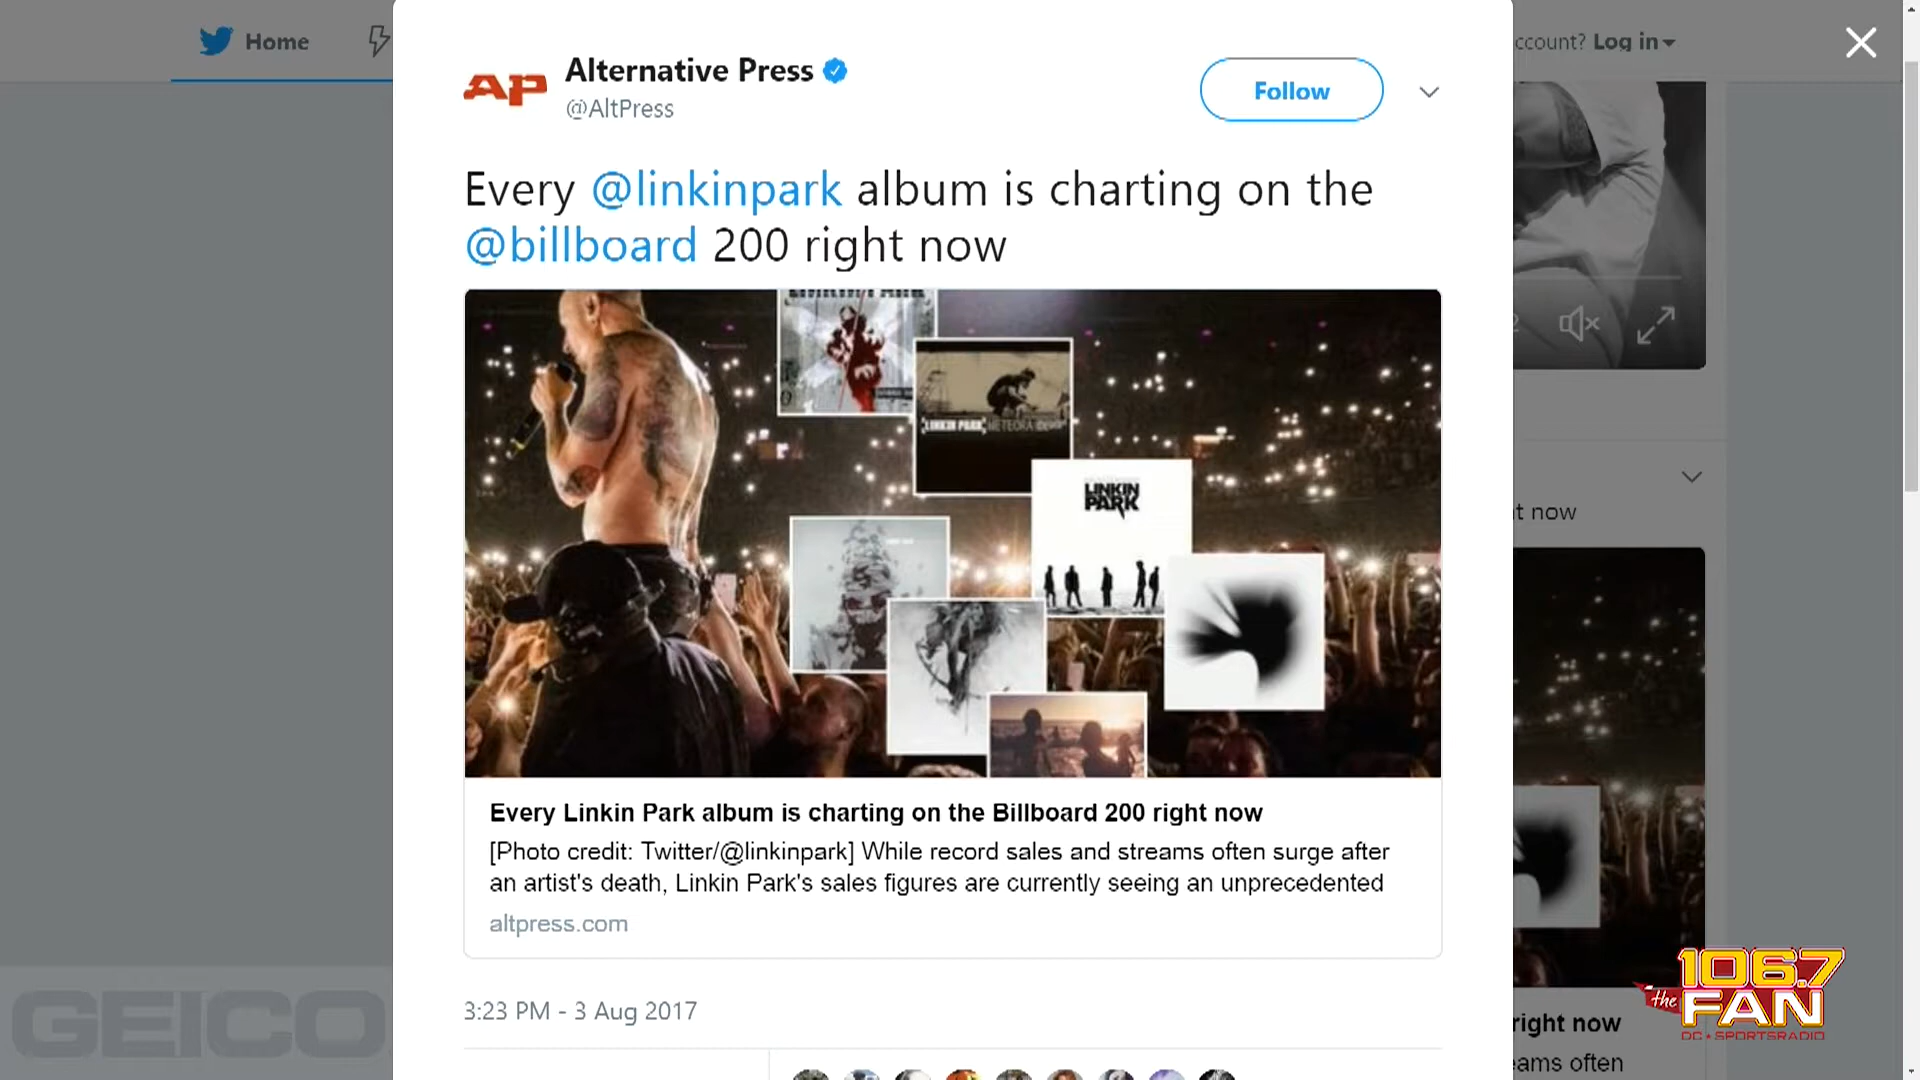 Home
ccount? Log in
Alternative Press
@AltPress
Follow
Every @linkinpark album is charting on the
@billboard 200 right now
LINKIN PARK METEORA
LINKIN
PARK
t now
Every Linkin Park album is charting on the Billboard 200 right now
[Photo credit: Twitter/@linkinpark] While record sales and streams often surge after
an artist's death, Linkin Park's sales figures are currently seeing an unprecedented
altpress.com
3:23 PM - 3 Aug 2017
right now
eams often
GEICO
106.7
the FAN
DC ★ SPORTSRADIO